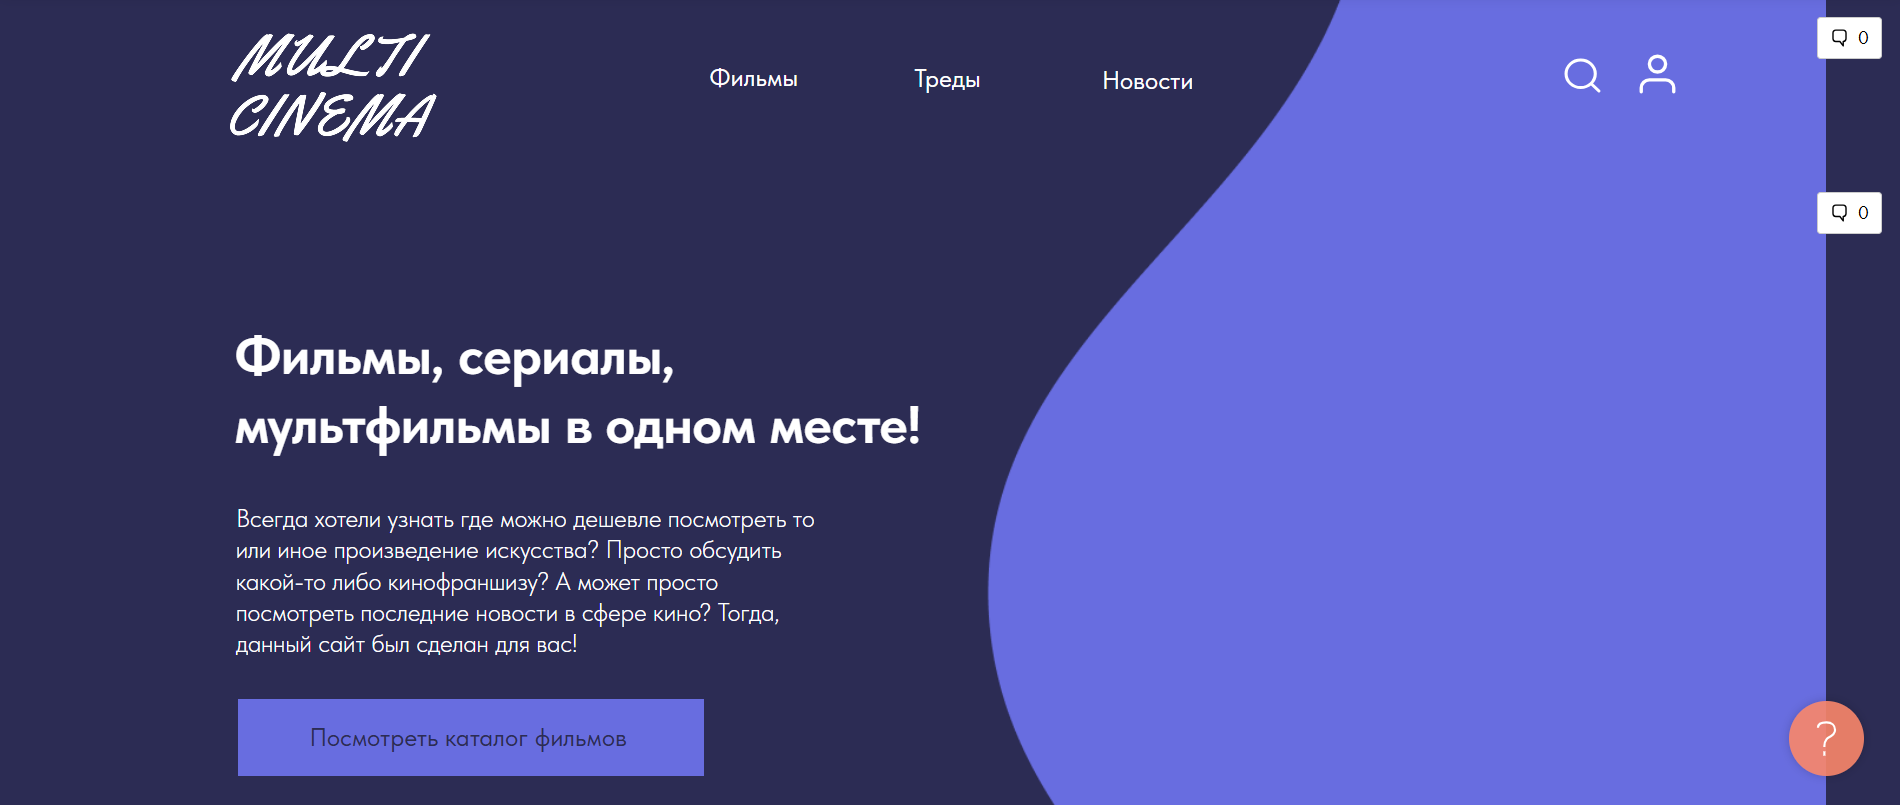 MULTI
CINEMA
Фильмы
Треды
Новости
0
0
Фильмы, сериалы,
мультфильмы в одном месте!
Всегда хотели узнать где можно дешевле посмотреть то
или иное произведение искусства? Просто обсудить
какой-то либо кинофраншизу? А может просто
посмотреть последние новости в сфере кино? Тогда,
данный сайт был сделан для вас!
Посмотреть каталог фильмов
?